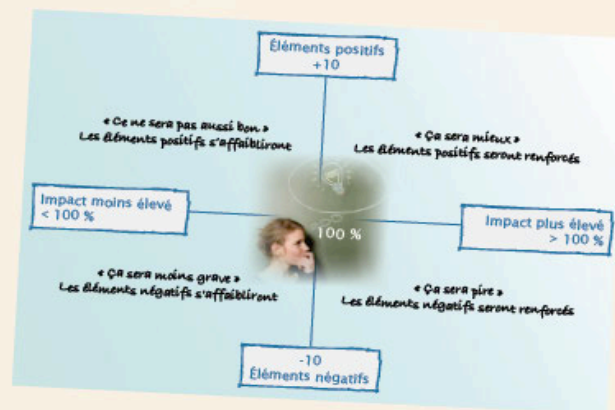 Éléments positifs
+10
« Ce ne sera pas aussi bon »
Les éléments positifs s'affaibliront
« Ça sera mieux »
Les éléments positifs seront renforcés
Impact moins élevé
< 100 %
100 %
Impact plus élevé
> 100 %
« Ça sera moins grave »
Les éléments négatifs s'affaibliront
« Ça sera pire »
Les éléments négatifs seront renforcés
-10
Éléments négatifs